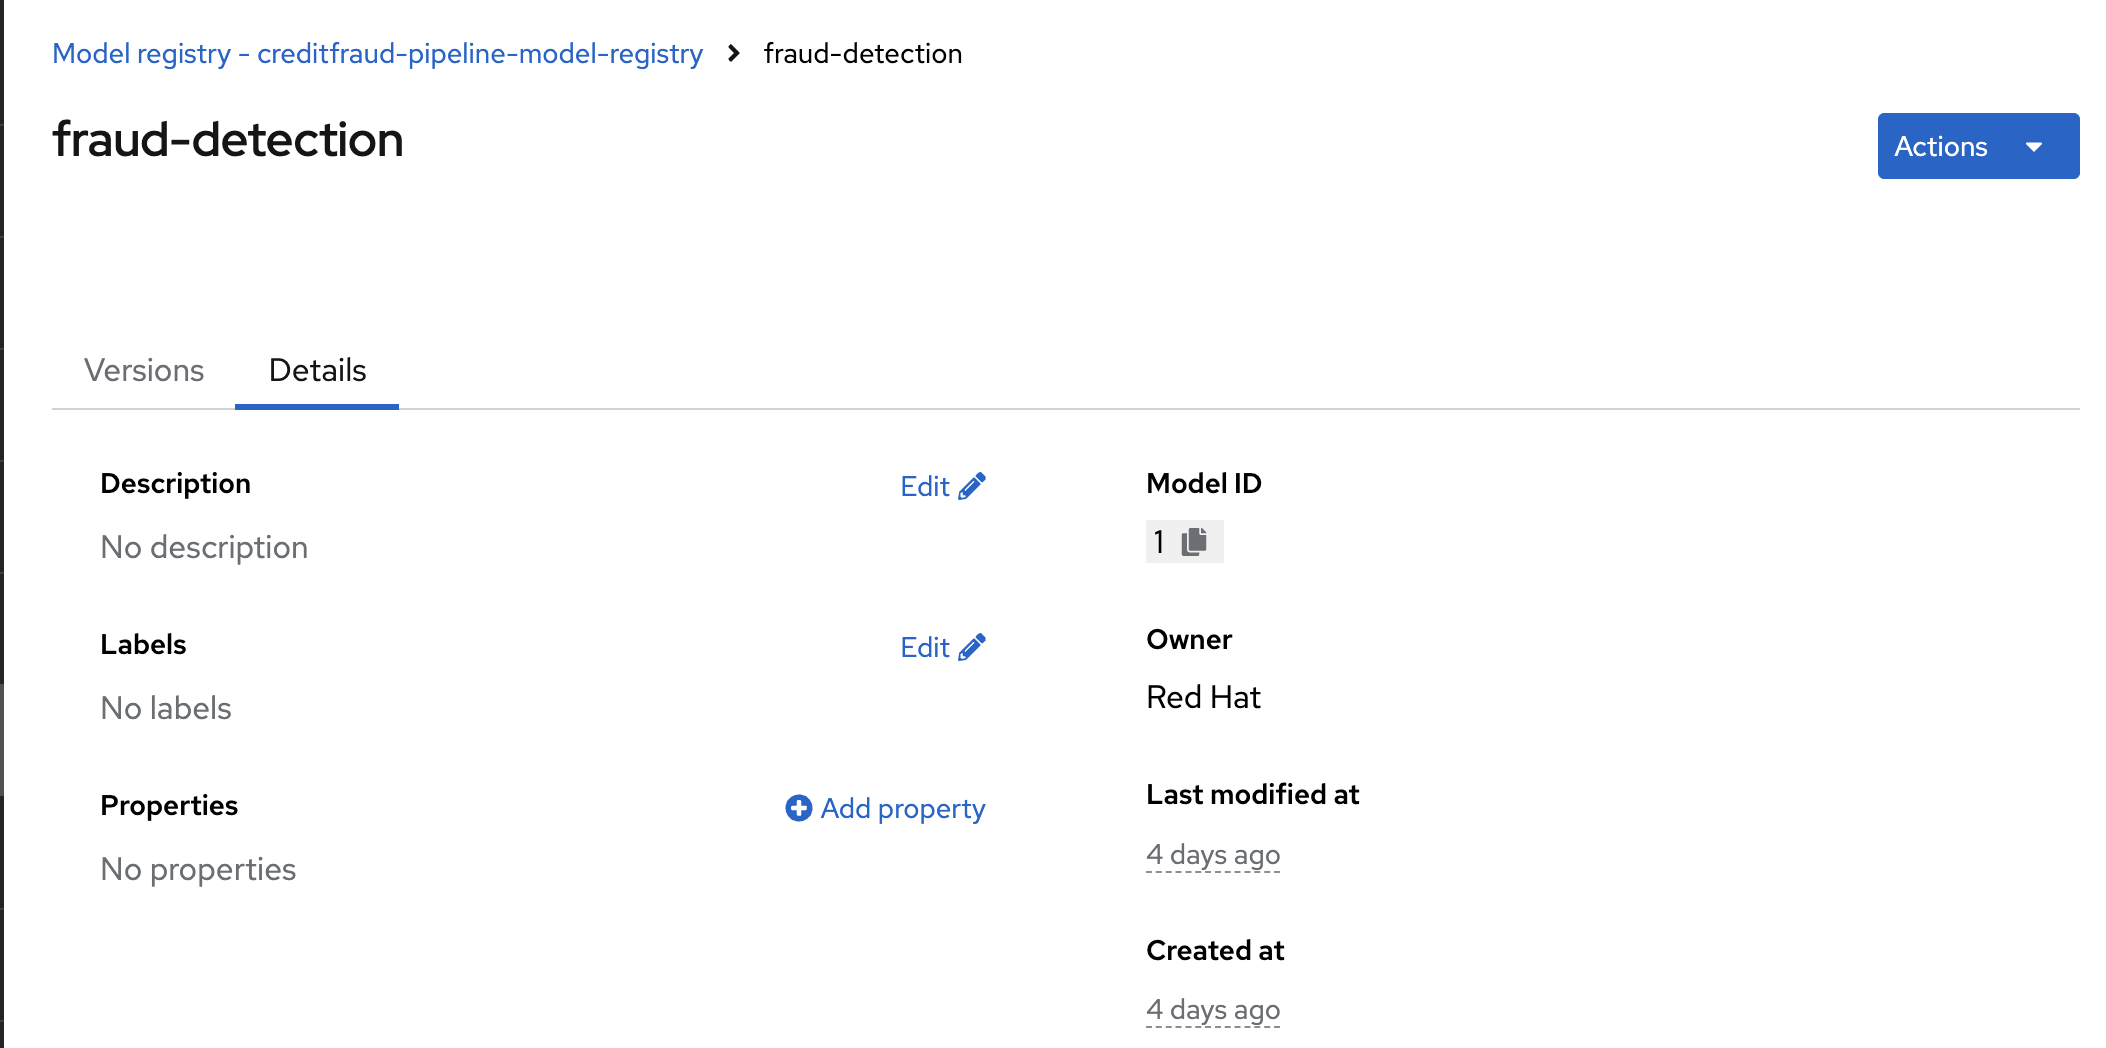 Model registry - creditfraud-pipeline-model-registry > fraud-detection
fraud-detection
Actions
Versions
Details
Description
Edit
No description
Labels
Edit
No labels
Properties
Add property
No properties
Model ID
1
Owner
Red Hat
Last modified at
4 days ago
Created at
4 days ago